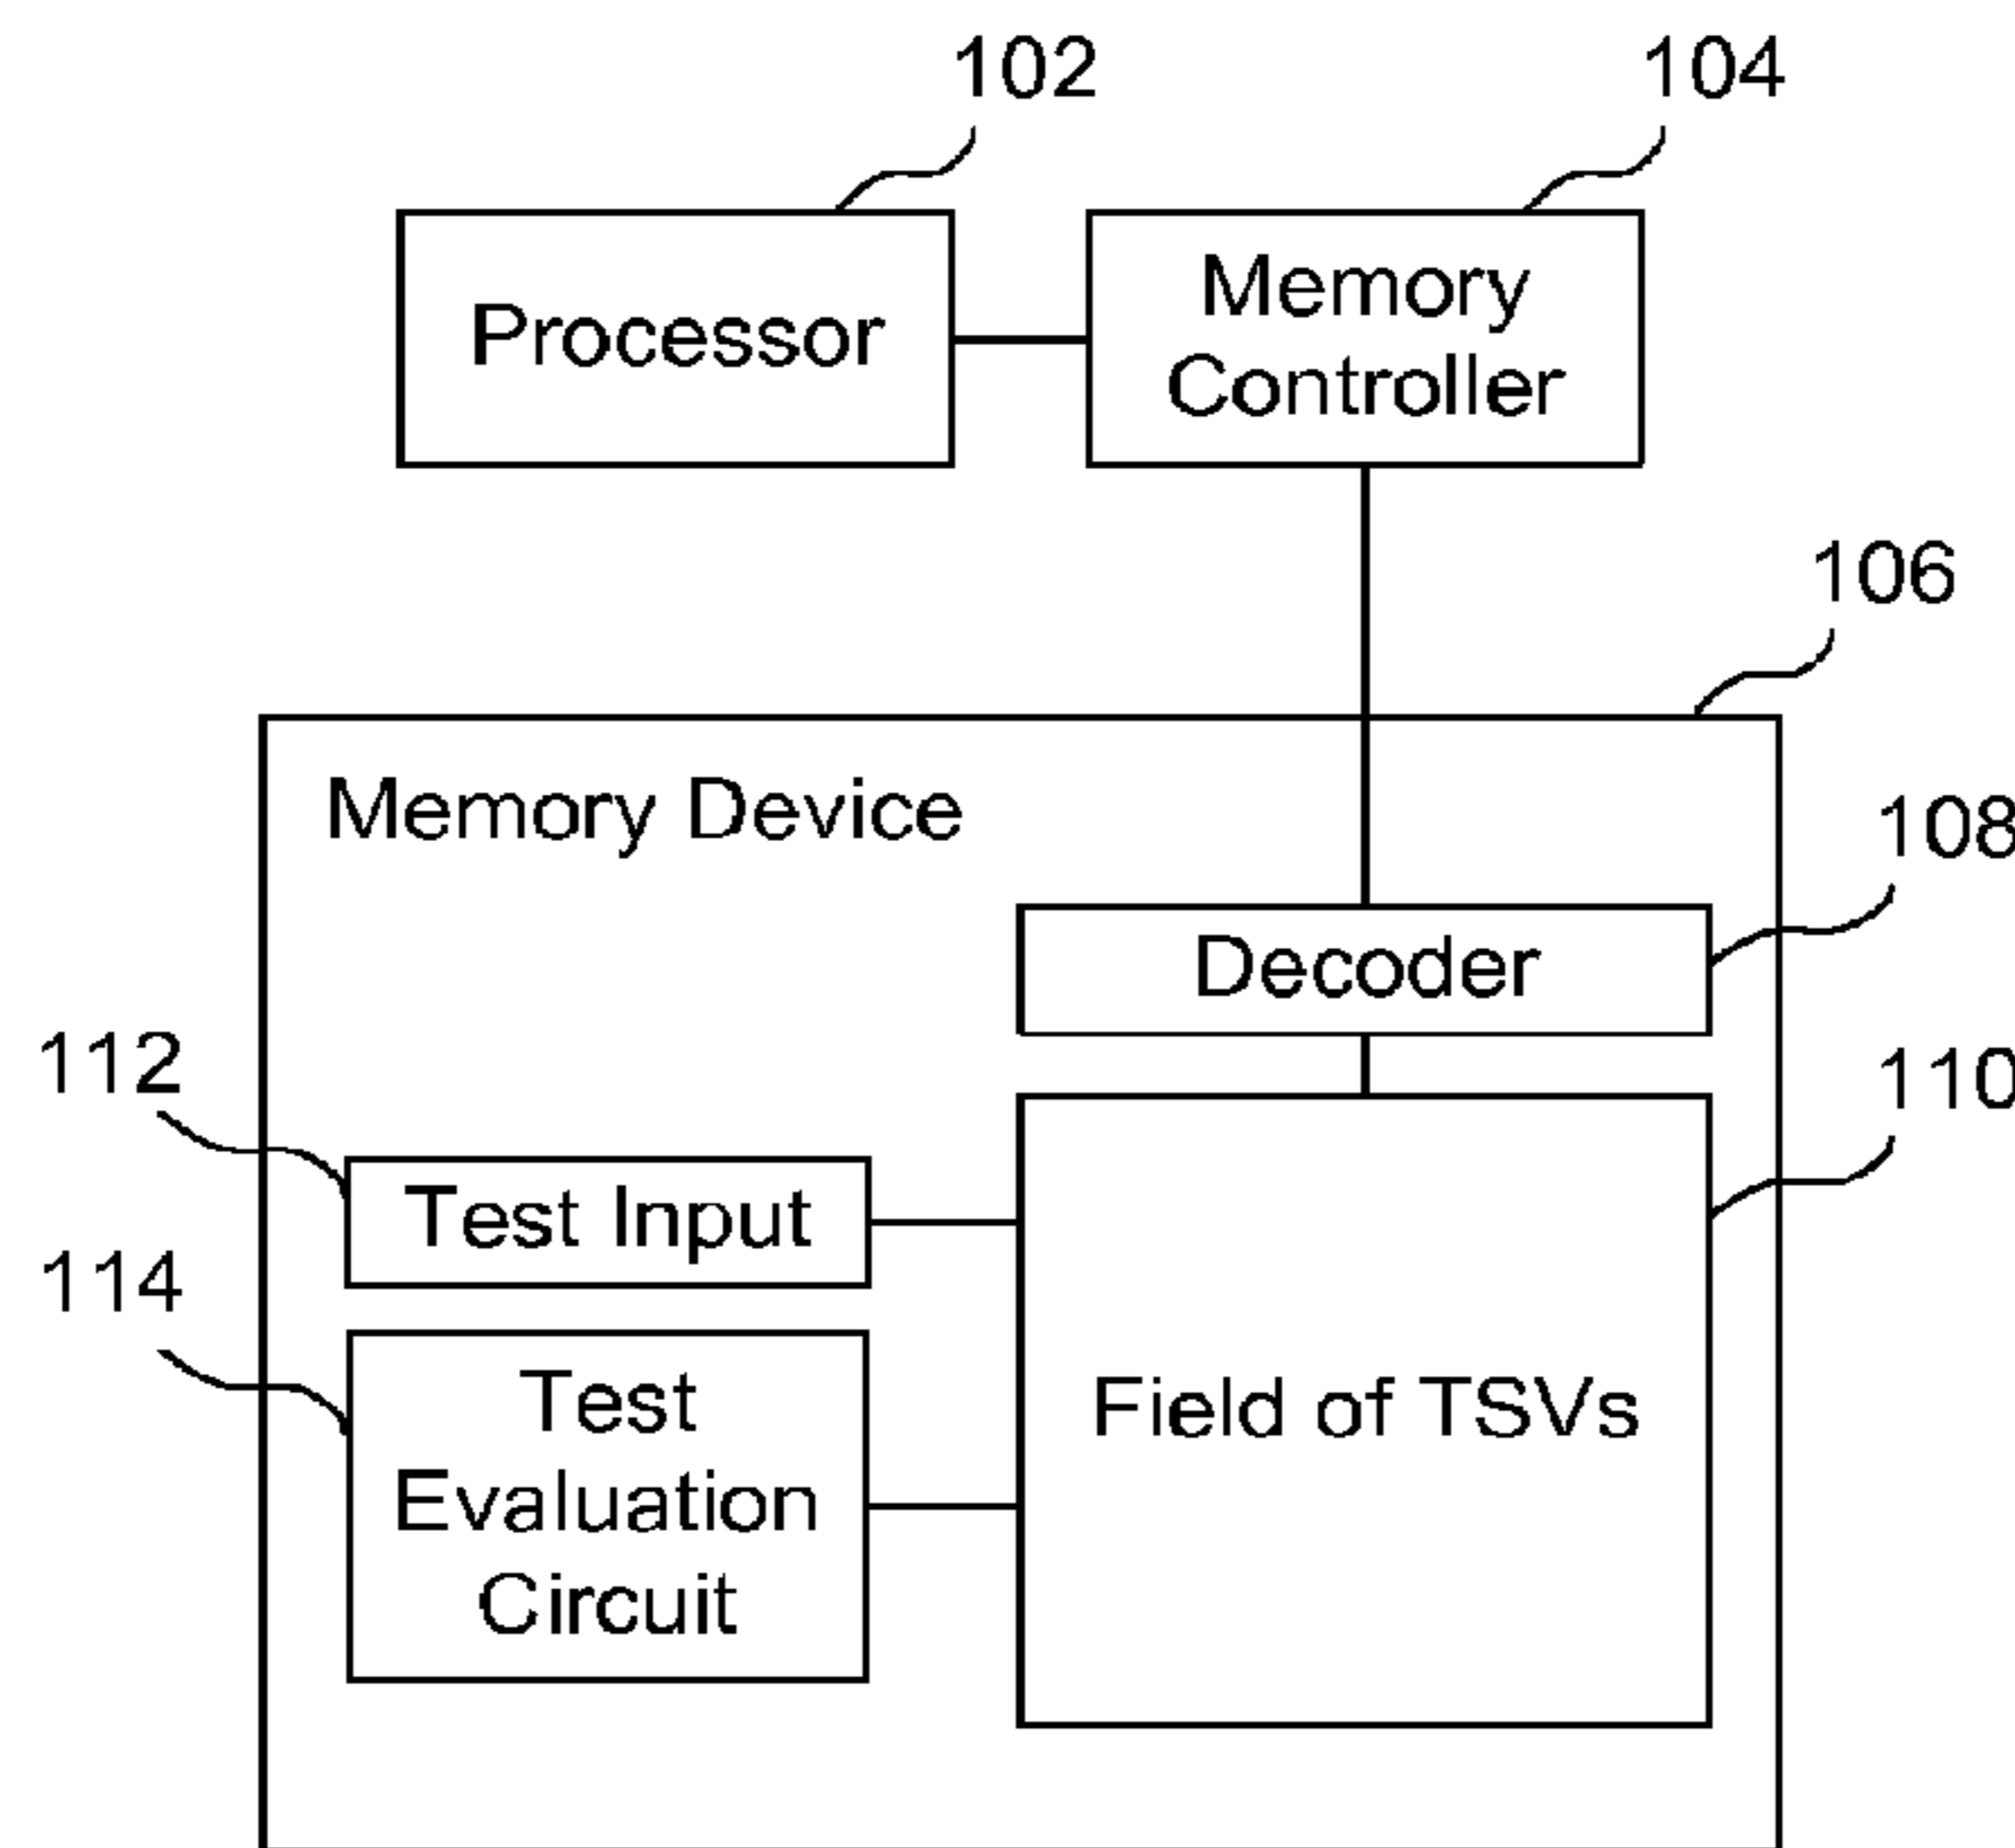 102
104
Processor
Memory
Controller
106
Memory Device
108
Decoder
112
110
Test Input
114
Test
Evaluation
Circuit
Field of TSVs